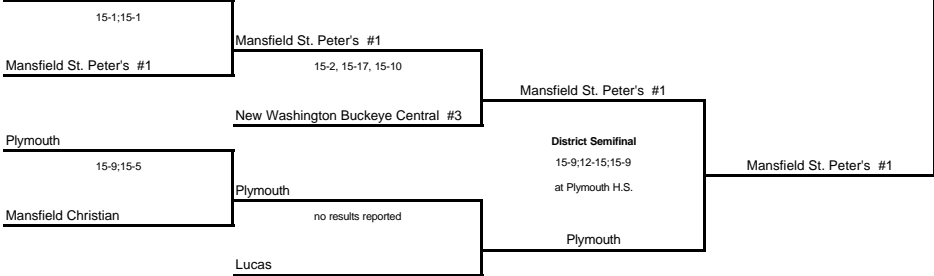 15-1;15-1
Mansfield St. Peter's #1
Mansfield St. Peter's #1
15-2, 15-17, 15-10
Mansfield St. Peter's #1
New Washington Buckeye Central #3
Plymouth
District Semifinal
15-9;15-5
15-9;12-15;15-9
Mansfield St. Peter's #1
Plymouth
at Plymouth H.S.
Mansfield Christian
no results reported
Plymouth
Lucas